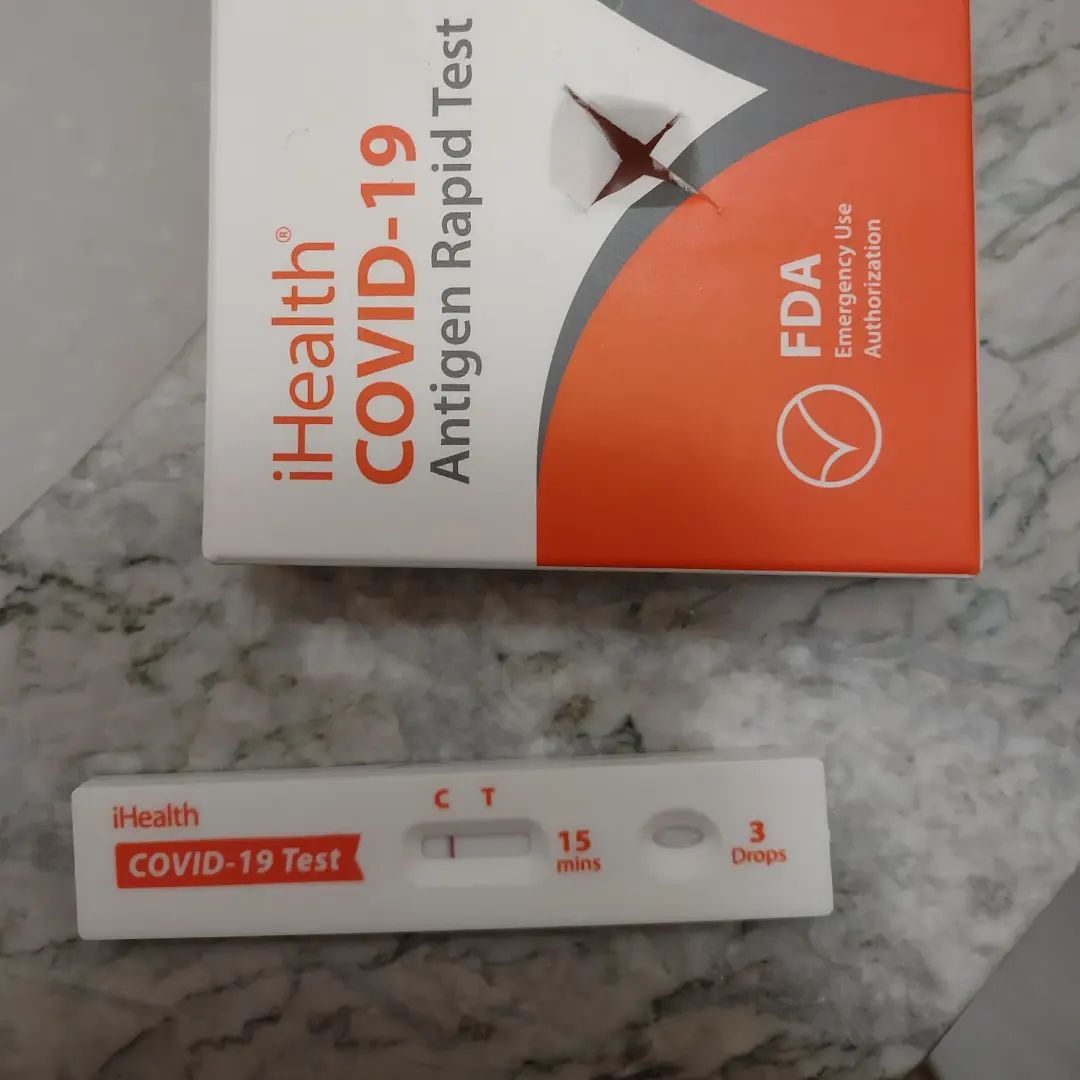 iHealth®
COVID-19
Antigen Rapid Test
FDA
Emergency Use
Authorization
iHealth
COVID-19 Test
C T
15
mins
3
Drops